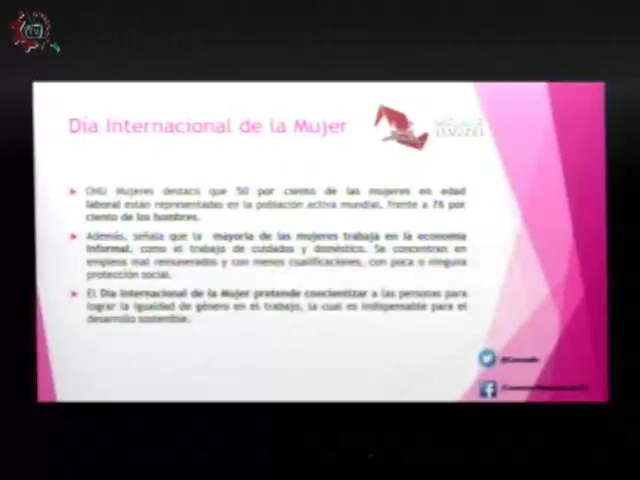 Día Internacional de la Mujer
ONU Mujeres destacó que 50 por ciento de las mujeres en edad
laboral están representadas en la población activa mundial, frente a 76 por
ciento de los hombres.
Además, señala que la mayoría de las mujeres trabaja en la economía
informal, como el trabajo de cuidados y doméstico. Se concentran en
empleos mal remunerados y con menos cualificaciones, con poca o ninguna
protección social.
El Día Internacional de la Mujer pretende concientizar a las personas para
lograr la igualdad de género en el trabajo, la cual es indispensable para el
desarrollo sostenible.